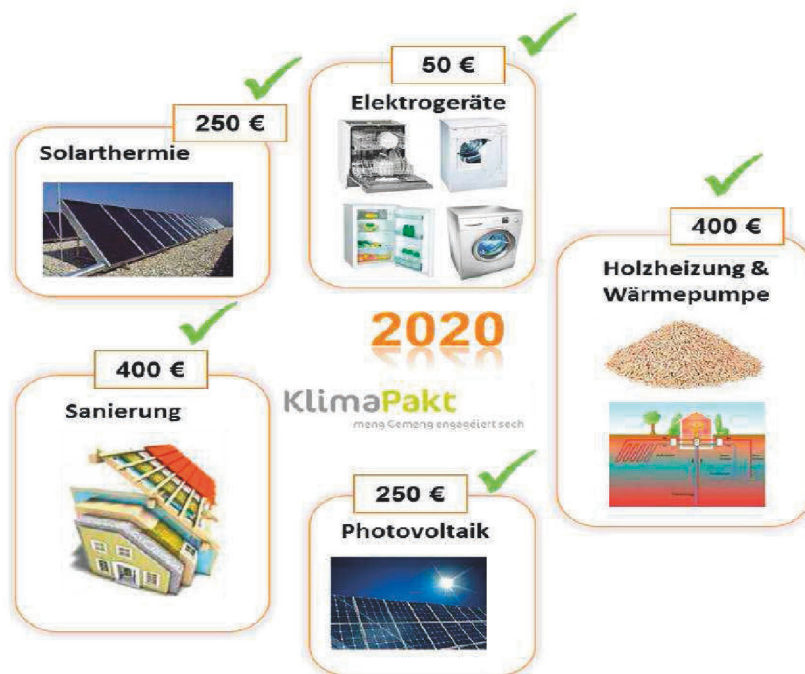 50 €
Elektrogeräte
250 €
Solarthermie
400 €
Holzheizung &
Wärmepumpe
2020
400 €
Sanierung
KlimaPakt
meng Gemeng engagéiert sech
250 €
Photovoltaik